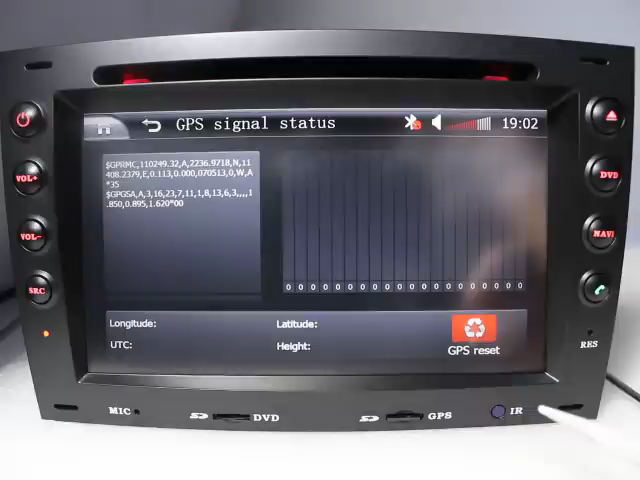 GPS signal status
19:02
$GPRMC,110249.32,A,2236.9718,N,11
408.2379,E,0.113,0.000,070513,0,W,A
*35
$GPGSA,A,3,16,23,7,11,1,8,13,6,3,,,,1
.850,0.895,1.620*00
0 0 0 0 0 0 0 0 0 0 0 0 0 0 0 0 0 0 0 0
Longitude:
Latitude:
UTC:
Height:
GPS reset
VOL+
VOL-
SRC
DVD
NAVI
RES
MIC
DVD
GPS
IR